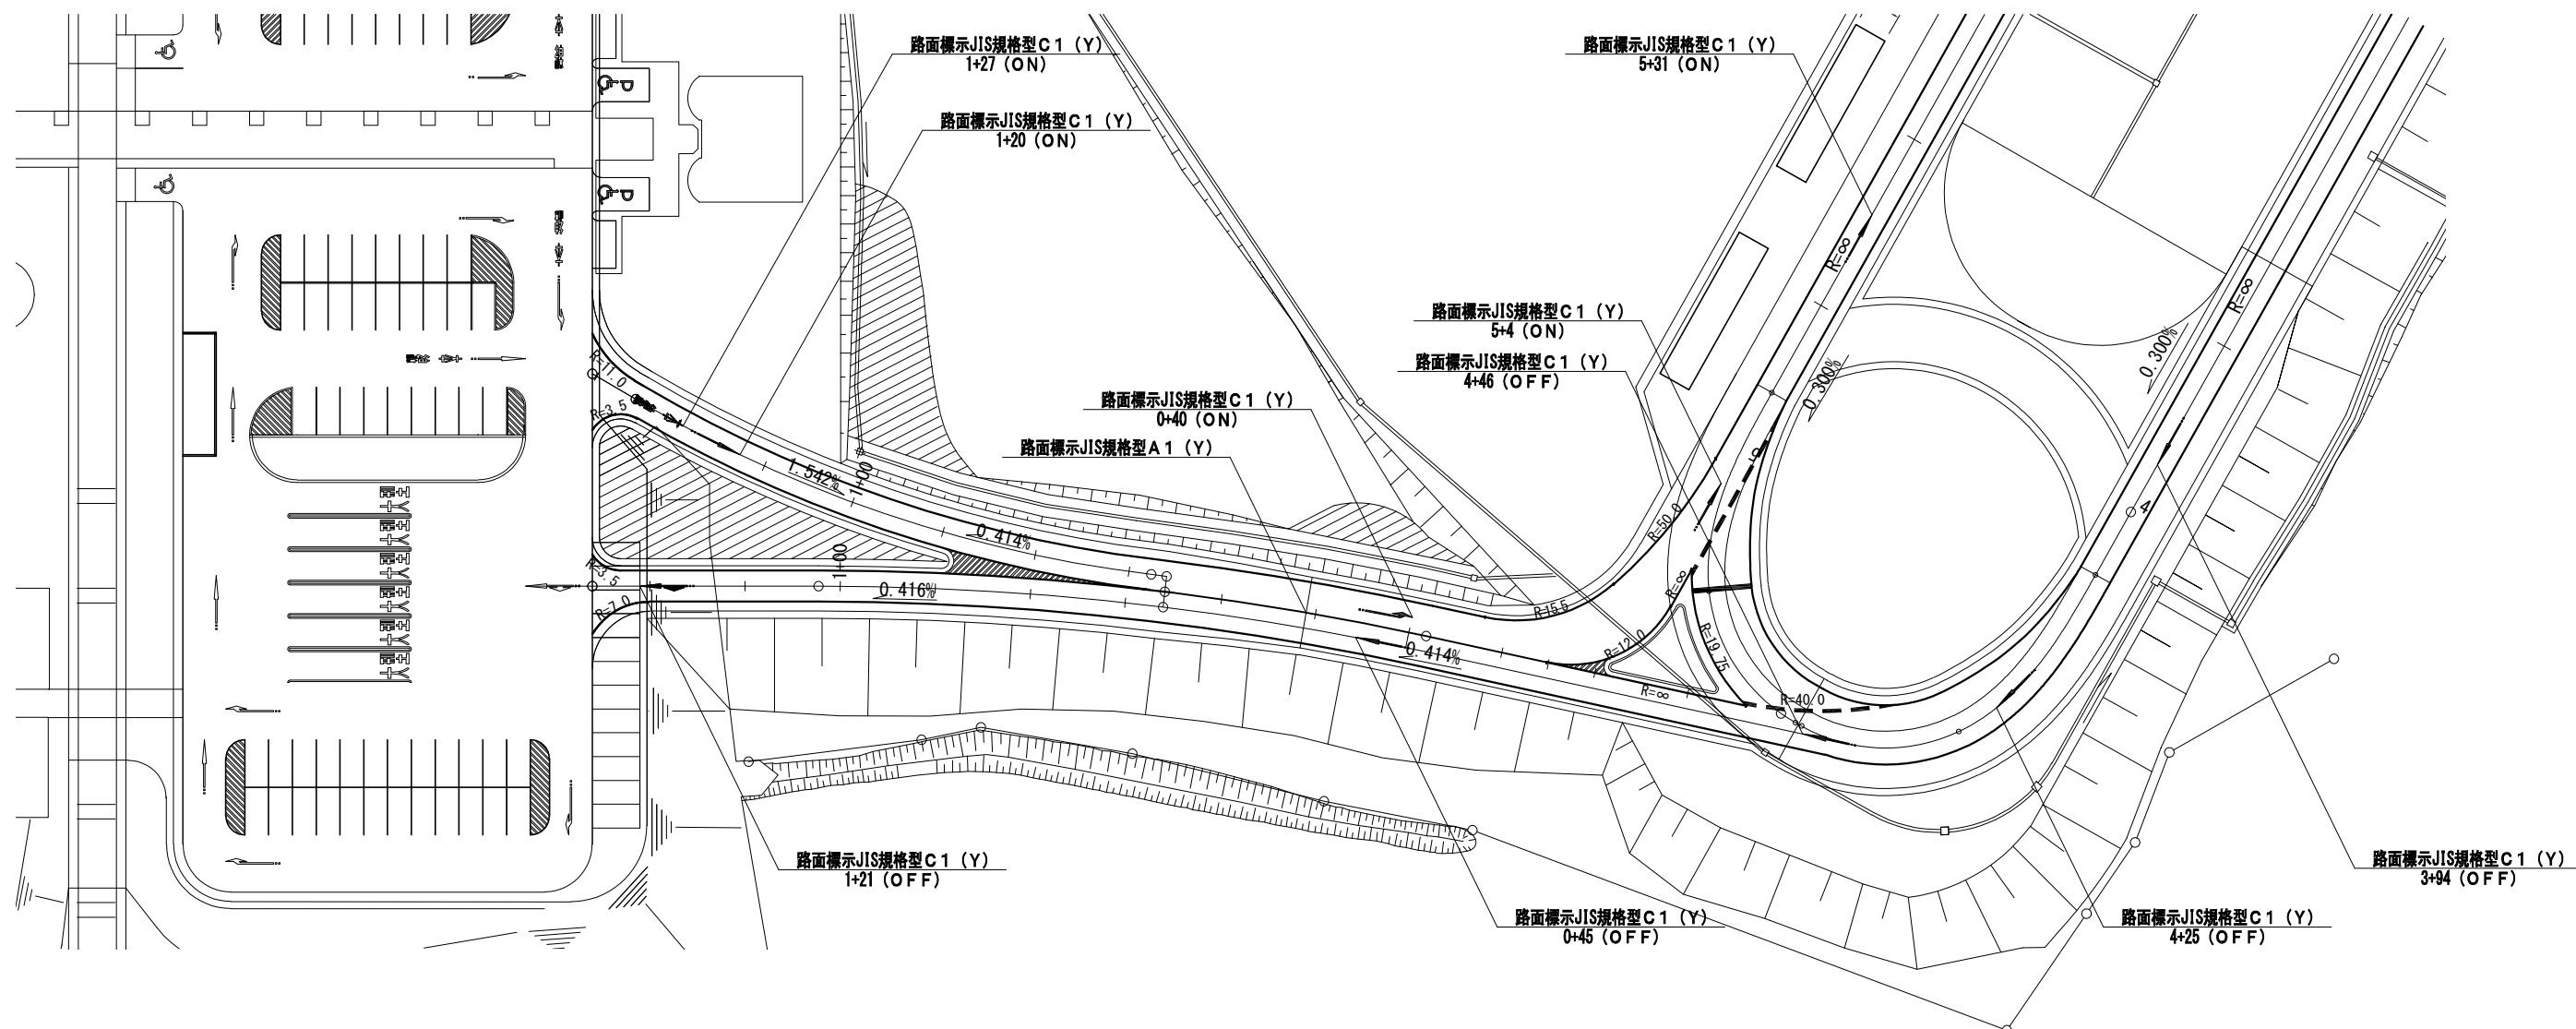 路面標示JIS規格型C1(Y)
1+27(ON)
路面標示JIS規格型C1(Y)
5+31(ON)
路面標示JIS規格型C1(Y)
1+20(ON)
P
P
R=∞
R=∞
路面標示JIS規格型C1(Y)
5+4(ON)
路面標示JIS規格型C1(Y)
4+46(OFF)
0.300%
0.300%
R=11.0
R=3.5
路面標示JIS規格型C1(Y)
0+40(ON)
路面標示JIS規格型A1(Y)
1.542%
1+00
0.414%
R=50.0
4
1+00
R=3.5
0.416%
R=7.0
R=∞
R=15.5
R=12.0
R=19.75
0.414%
R=∞
R=40.0
路面標示JIS規格型C1(Y)
1+21(OFF)
路面標示JIS規格型C1(Y)
3+94(OFF)
路面標示JIS規格型C1(Y)
0+45(OFF)
路面標示JIS規格型C1(Y)
4+25(OFF)